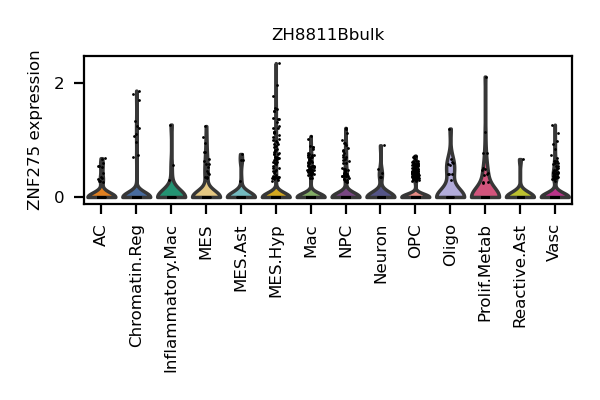 ZH8811Bbulk
ZNF275 expression
2
0
AC
Chromatin.Reg
Inflammatory.Mac
MES
MES.Ast
MES.Hyp
Mac
NPC
Neuron
OPC
Oligo
Prolif.Metab
Reactive.Ast
Vasc